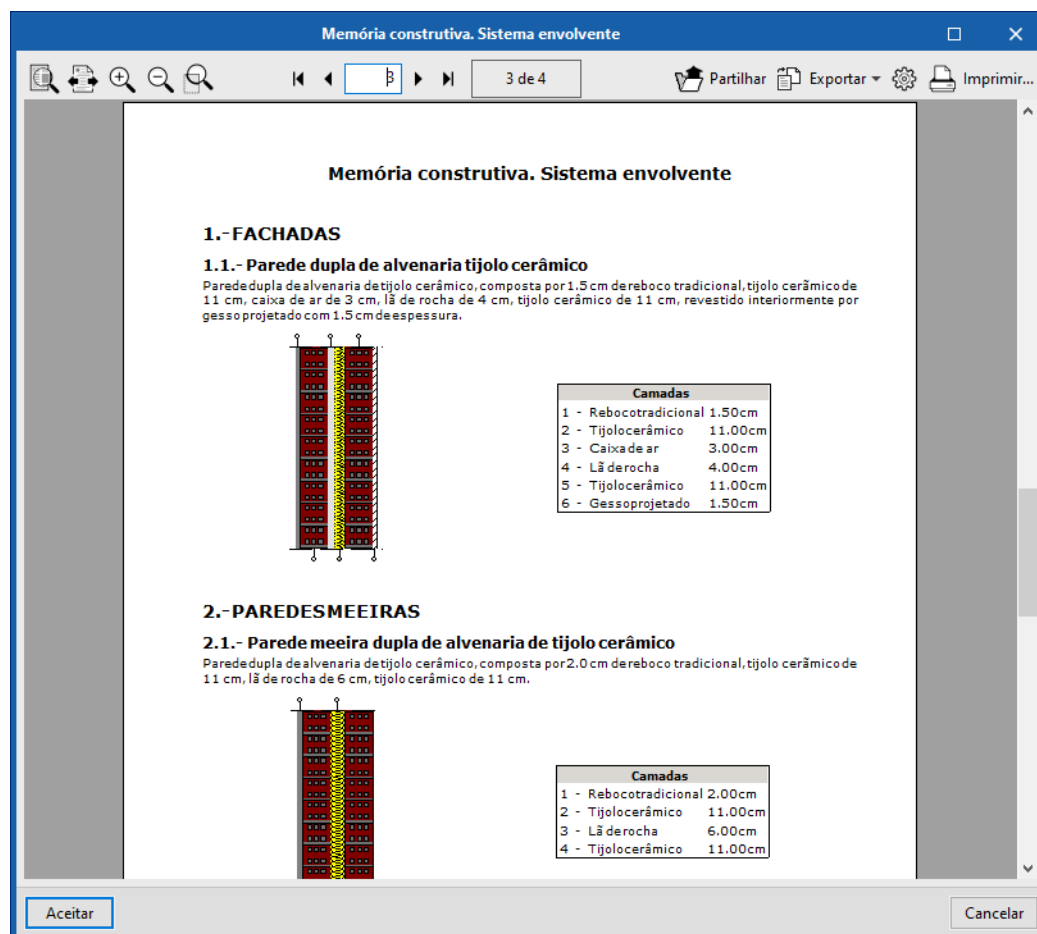 Memória construtiva. Sistema envolvente
3
3 de 4
Partilhar
Exportar
Imprimir...
Memória construtiva. Sistema envolvente
1.-FACHADAS
1.1.- Parede dupla de alvenaria tijolo cerâmico
Parede dupla de alvenaria de tijolo cerâmico, composta por 1.5 cm de reboco tradicional, tijolo cerâmico de
11 cm, caixa de ar de 3 cm, lã de rocha de 4 cm, tijolo cerâmico de 11 cm, revestido interiormente por
gesso projetado com 1.5 cm de espessura.
Camadas
1 - Reboco tradicional 1.50cm
2 - Tijolo cerâmico 11.00cm
3 - Caixa de ar 3.00cm
4 - Lã de rocha 4.00cm
5 - Tijolo cerâmico 11.00cm
6 - Gesso projetado 1.50cm
2.-PAREDES MEEIRAS
2.1.- Parede meeira dupla de alvenaria de tijolo cerâmico
Parede dupla de alvenaria de tijolo cerâmico, composta por 2.0 cm de reboco tradicional, tijolo cerâmico de
11 cm, lã de rocha de 6 cm, tijolo cerâmico de 11 cm.
Camadas
1 - Reboco tradicional 2.00cm
2 - Tijolo cerâmico 11.00cm
3 - Lã de rocha 6.00cm
4 - Tijolo cerâmico 11.00cm
Aceitar
Cancelar